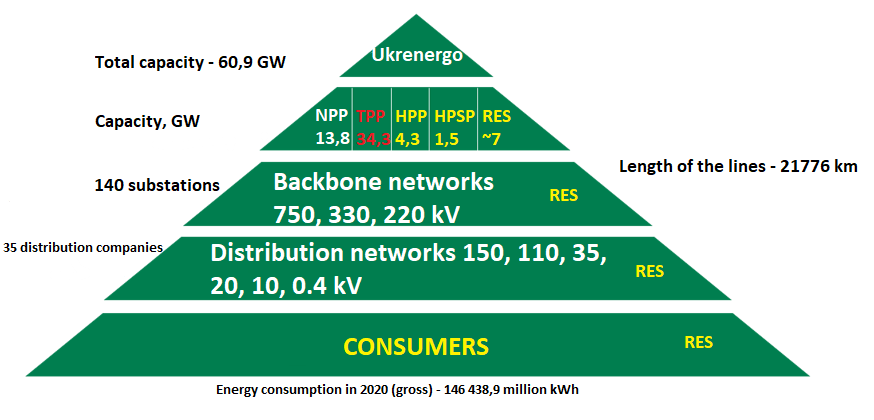 Ukrenergo
Total capacity - 60,9 GW
Capacity, GW
NPP TPP HPP HPSP RES
13,8 34,3 4,3 1,5 ~7
Length of the lines - 21776 km
140 substations
Backbone networks
750, 330, 220 kV
RES
35 distribution companies
Distribution networks 150, 110, 35,
20, 10, 0.4 kV
RES
CONSUMERS
RES
Energy consumption in 2020 (gross) - 146 438,9 million kWh